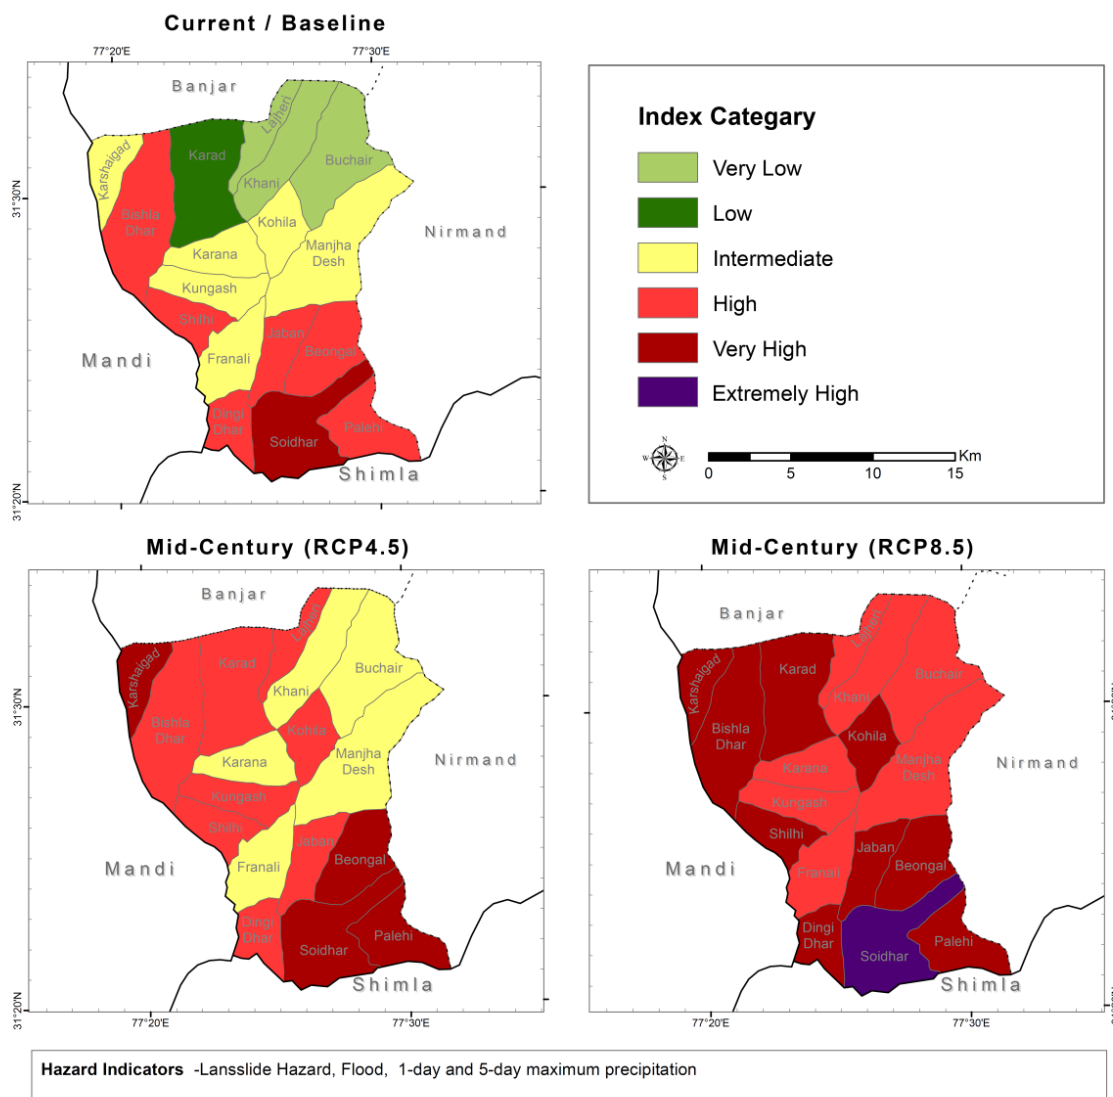 Current / Baseline
77°20'E
77°30'E
31°30'N
31°20'N
Banjar
Lajheri
Karad
Karshaigad
Buchair
Khani
Bishla
Dhar
Kohila
Nirmand
Karana
Manjha
Desh
Kungash
Shilhi
Jaban
Mandi
Franali
Beongal
Dingi
Dhar
Palehi
Soidhar
Shimla
Index Categary
Very Low
Low
Intermediate
High
Very High
Extremely High
N
W
E
S
0
5
10
15
Km
Mid-Century (RCP4.5)
Banjar
Lajheri
Karshaigad
Karad
Buchair
Khani
Bishla
Dhar
Kohila
31°30'N
Karana
Manjha
Desh
Nirmand
Kungash
Shilhi
Jaban
Beongal
Mandi
Franali
Dingi
Dhar
Palehi
Soidhar
Shimla
31°20'N
77°20'E
77°30'E
Mid-Century (RCP8.5)
Banjar
Lajheri
Karshaigad
Karad
Buchair
Khani
Bishla
Dhar
Kohila
Karana
Manjha
Desh
Nirmand
Kungash
Shilhi
Jaban
Beongal
Mandi
Franali
Dingi
Dhar
Palehi
Soidhar
Shimla
77°20'E
77°30'E
Hazard Indicators -Lansslide Hazard, Flood, 1-day and 5-day maximum precipitation